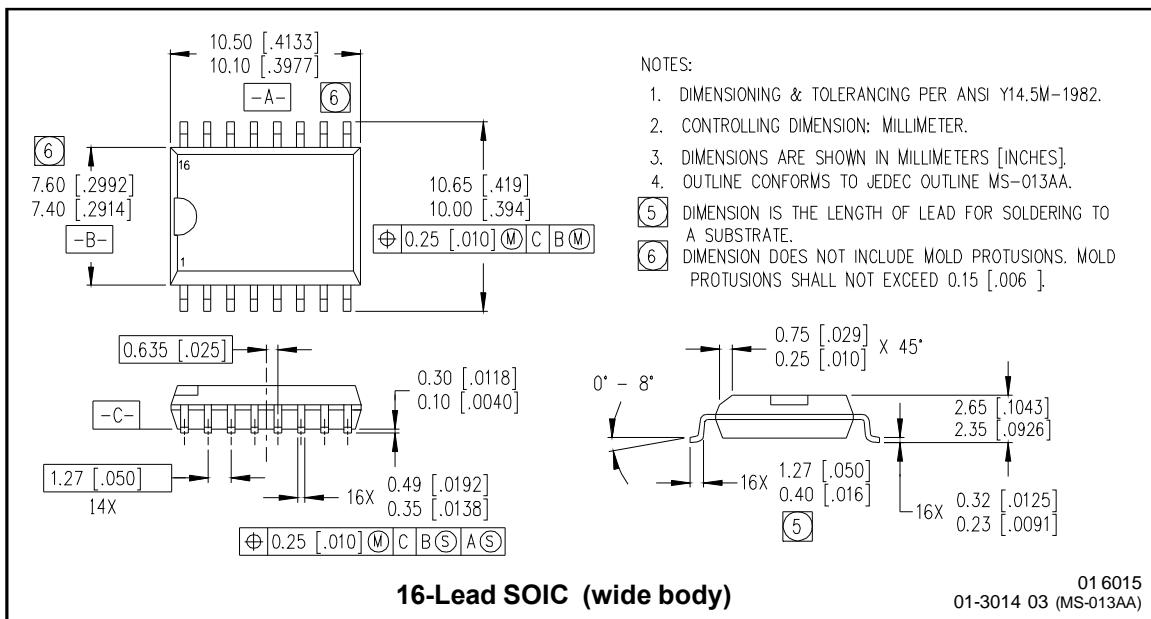 10.50 [.4133]
10.10 [.3977]
-A-
6
6
7.60 [.2992]
7.40 [.2914]
-B-
16
1
10.65 [.419]
10.00 [.394]
⌖ 0.25 [.010] Ⓜ C B Ⓜ
NOTES:
1. DIMENSIONING & TOLERANCING PER ANSI Y14.5M-1982.
2. CONTROLLING DIMENSION: MILLIMETER.
3. DIMENSIONS ARE SHOWN IN MILLIMETERS [INCHES].
4. OUTLINE CONFORMS TO JEDEC OUTLINE MS-013AA.
5 DIMENSION IS THE LENGTH OF LEAD FOR SOLDERING TO
A SUBSTRATE.
6 DIMENSION DOES NOT INCLUDE MOLD PROTUSIONS. MOLD
PROTUSIONS SHALL NOT EXCEED 0.15 [.006 ].
0.635 [.025]
-C-
0.30 [.0118]
0.10 [.0040]
1.27 [.050]
14X
16X 0.49 [.0192]
0.35 [.0138]
⌖ 0.25 [.010] Ⓜ C B Ⓢ A Ⓢ
0.75 [.029]
0.25 [.010] X 45°
0° - 8°
2.65 [.1043]
2.35 [.0926]
16X 1.27 [.050]
0.40 [.016]
5
16X 0.32 [.0125]
0.23 [.0091]
16-Lead SOIC (wide body)
01 6015
01-3014 03 (MS-013AA)